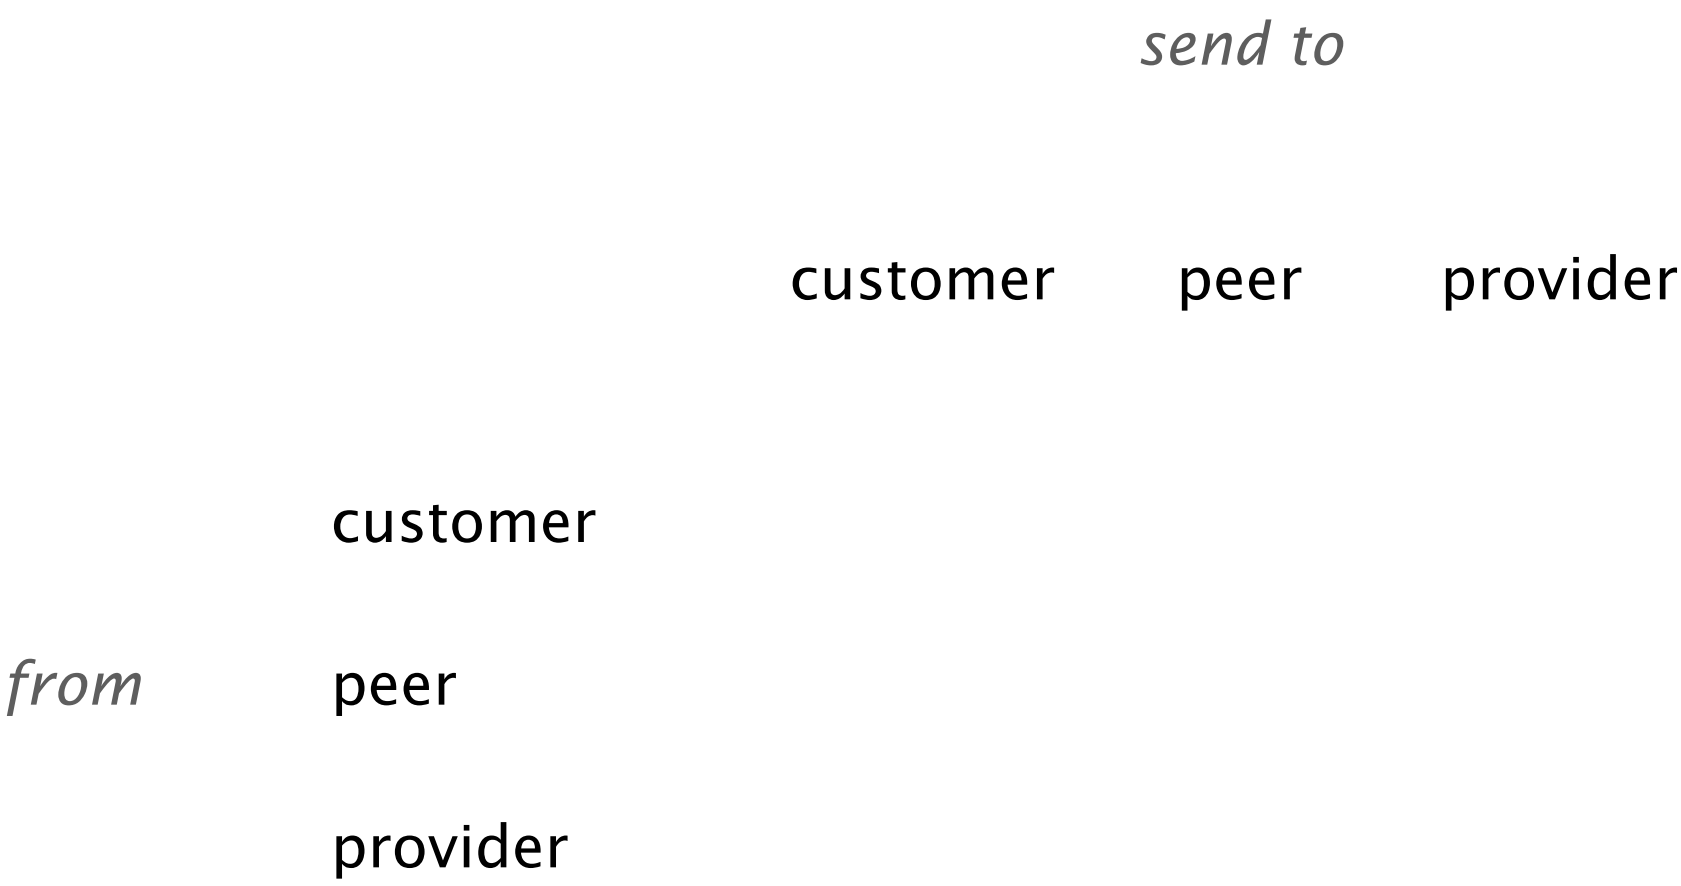 send to
customer peer provider
customer
from peer
provider